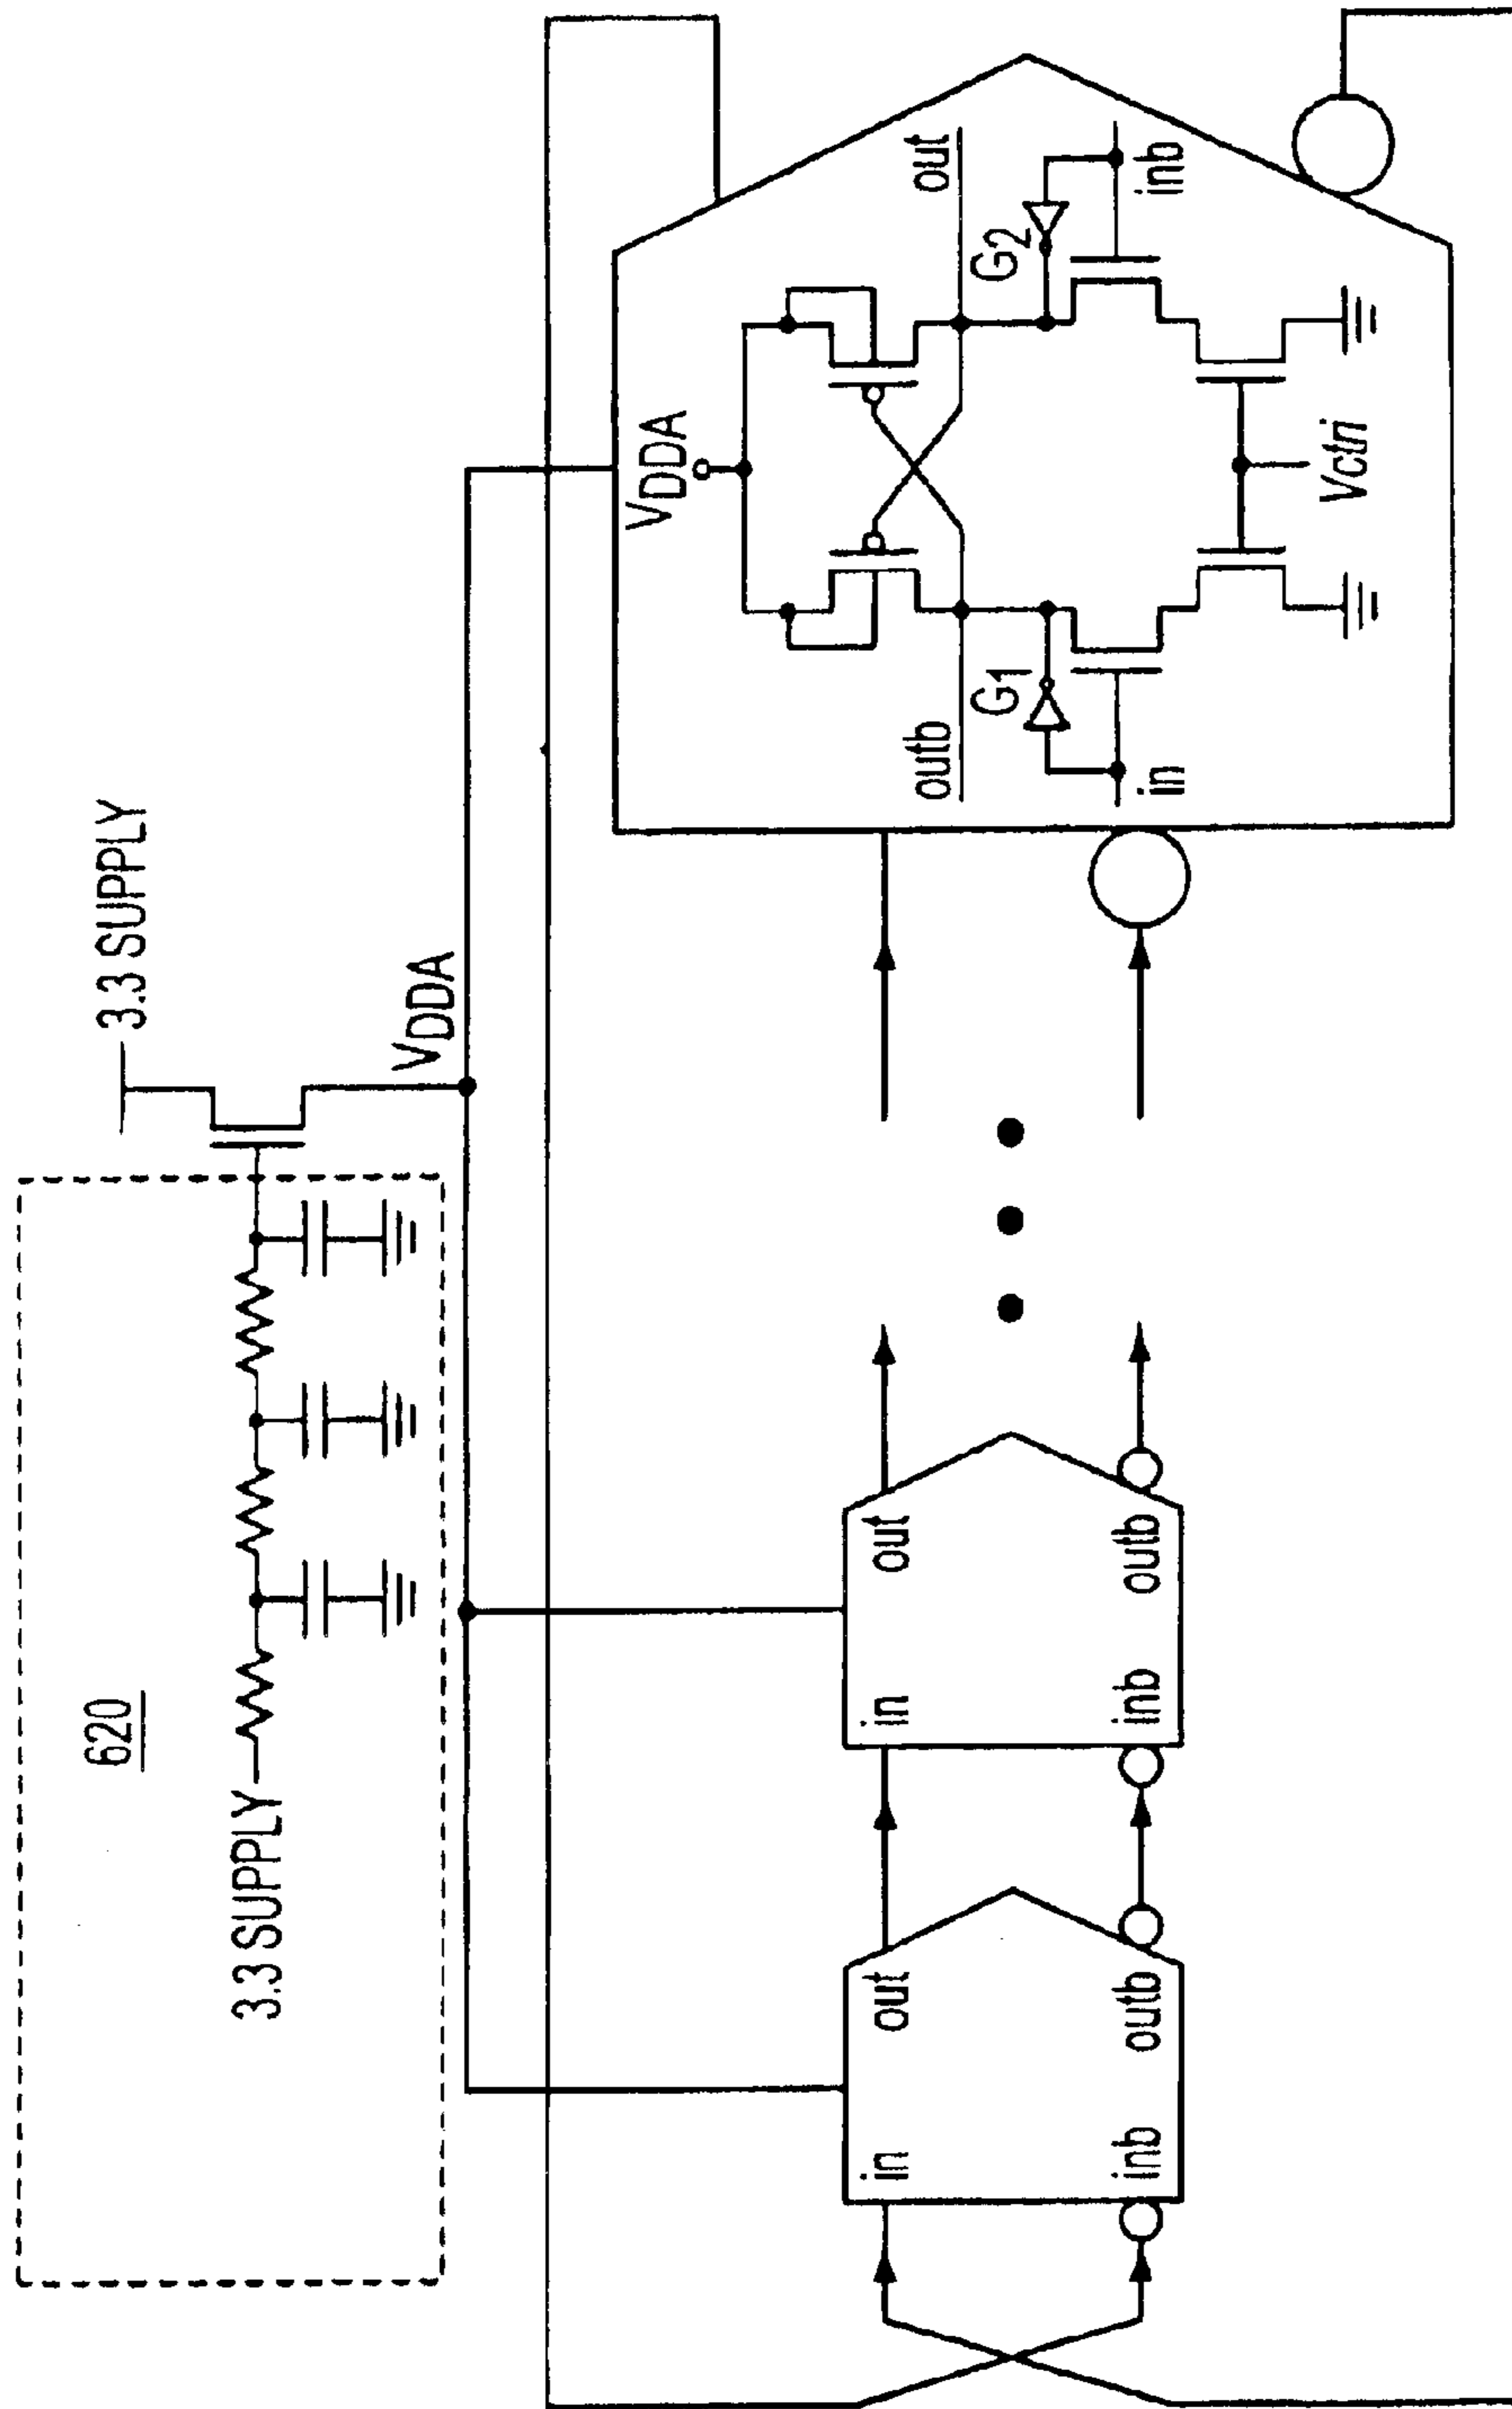 620
3.3 SUPPLY
3.3 SUPPLY
VDDA
in
out
inb
outb
in
out
inb
outb
VDDA
outb
out
G1
G2
in
inb
Vctrl